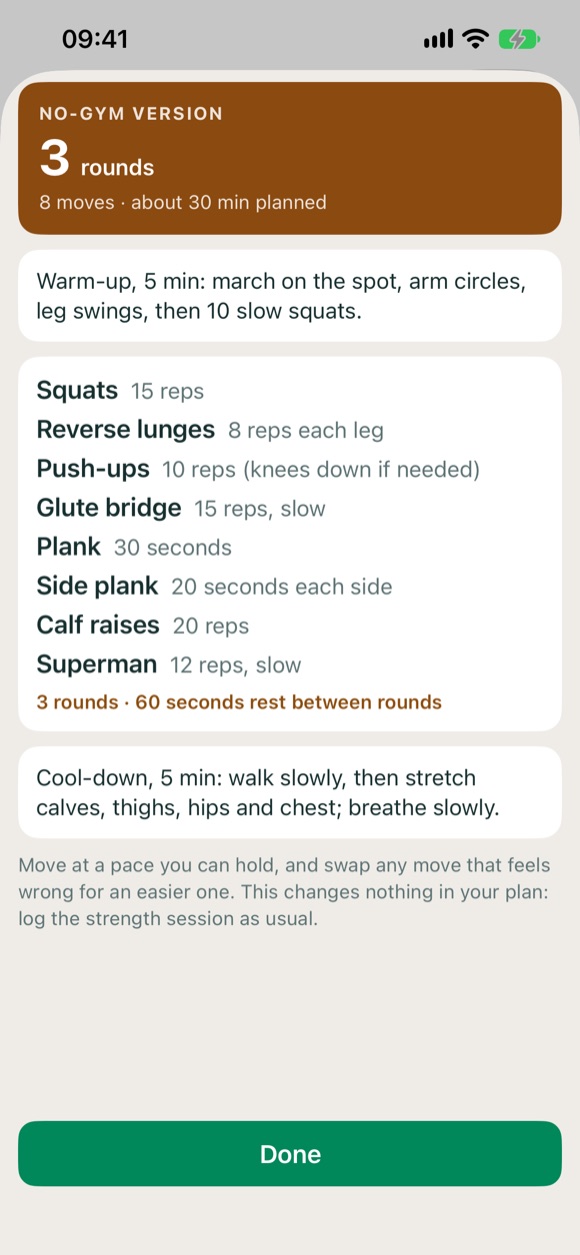 09:41
NO-GYM VERSION
3 rounds
8 moves · about 30 min planned
Warm-up, 5 min: march on the spot, arm circles,
leg swings, then 10 slow squats.
Squats 15 reps
Reverse lunges 8 reps each leg
Push-ups 10 reps (knees down if needed)
Glute bridge 15 reps, slow
Plank 30 seconds
Side plank 20 seconds each side
Calf raises 20 reps
Superman 12 reps, slow
3 rounds · 60 seconds rest between rounds
Cool-down, 5 min: walk slowly, then stretch
calves, thighs, hips and chest; breathe slowly.
Move at a pace you can hold, and swap any move that feels
wrong for an easier one. This changes nothing in your plan:
log the strength session as usual.
Done